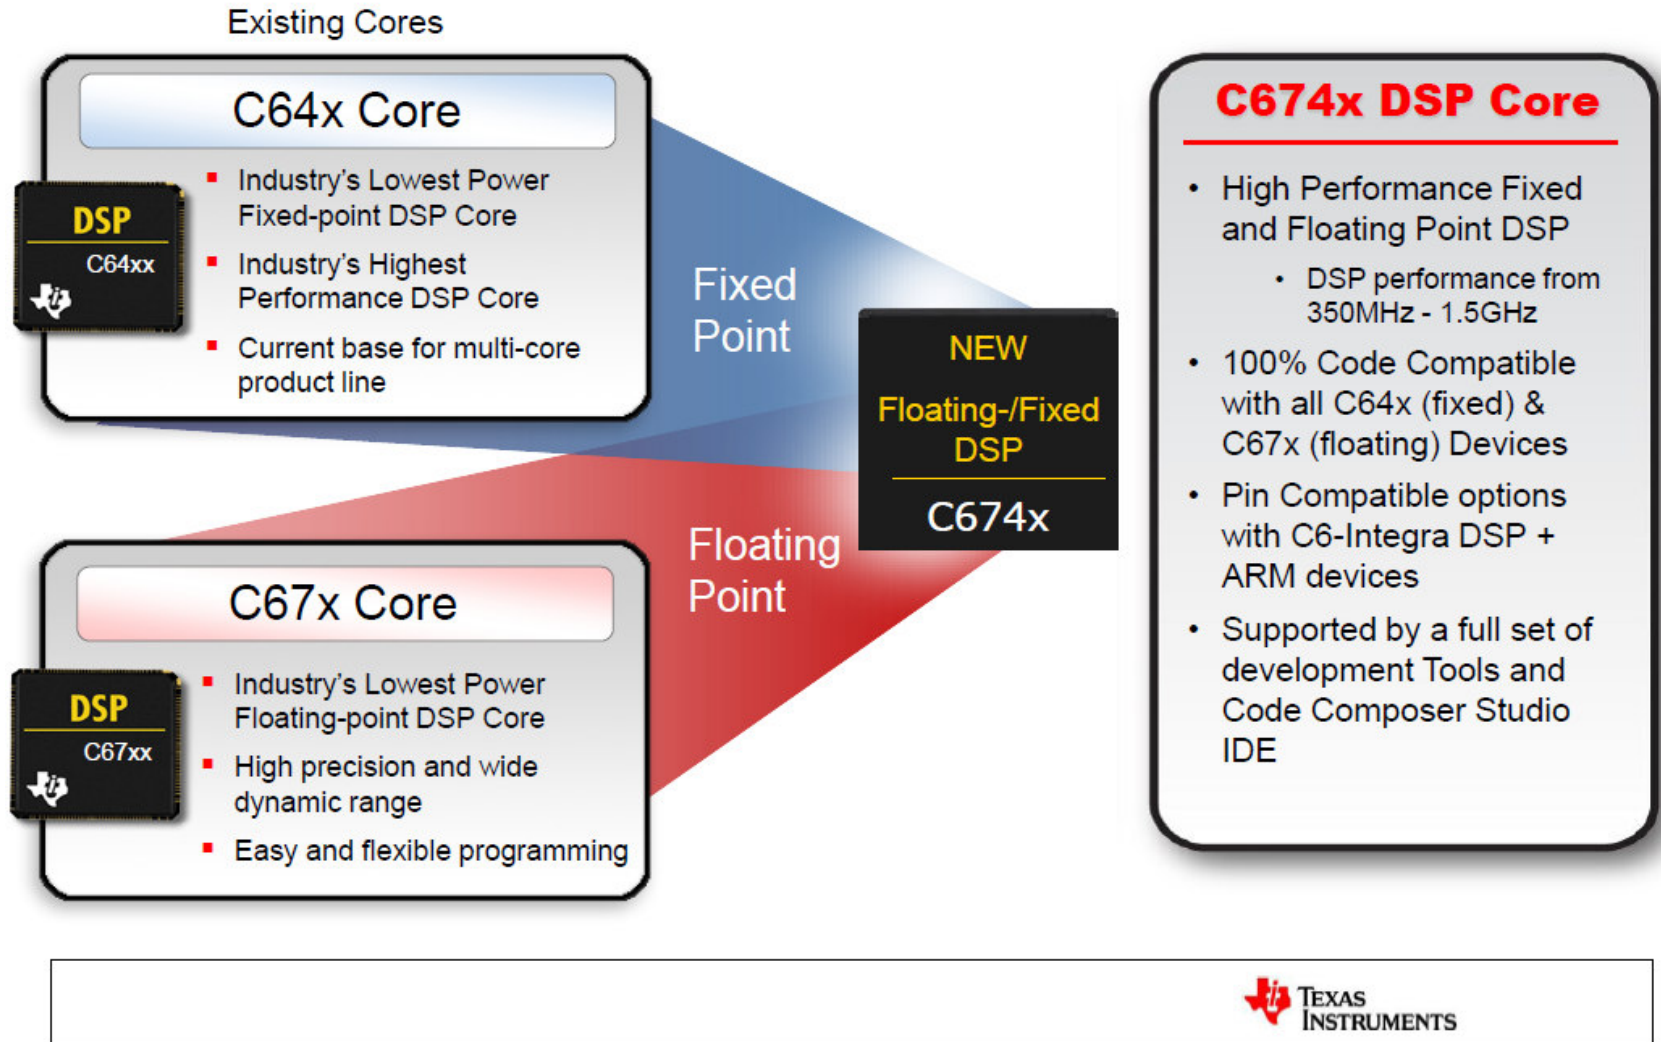 Existing Cores
C64x Core
DSP
C64xx
▪ Industry's Lowest Power
Fixed-point DSP Core
▪ Industry's Highest
Performance DSP Core
▪ Current base for multi-core
product line
Fixed
Point
C67x Core
DSP
C67xx
▪ Industry's Lowest Power
Floating-point DSP Core
▪ High precision and wide
dynamic range
▪ Easy and flexible programming
Floating
Point
NEW
Floating-/Fixed
DSP
C674x
C674x DSP Core
• High Performance Fixed
and Floating Point DSP
• DSP performance from
350MHz - 1.5GHz
• 100% Code Compatible
with all C64x (fixed) &
C67x (floating) Devices
• Pin Compatible options
with C6-Integra DSP +
ARM devices
• Supported by a full set of
development Tools and
Code Composer Studio
IDE
TEXAS
INSTRUMENTS